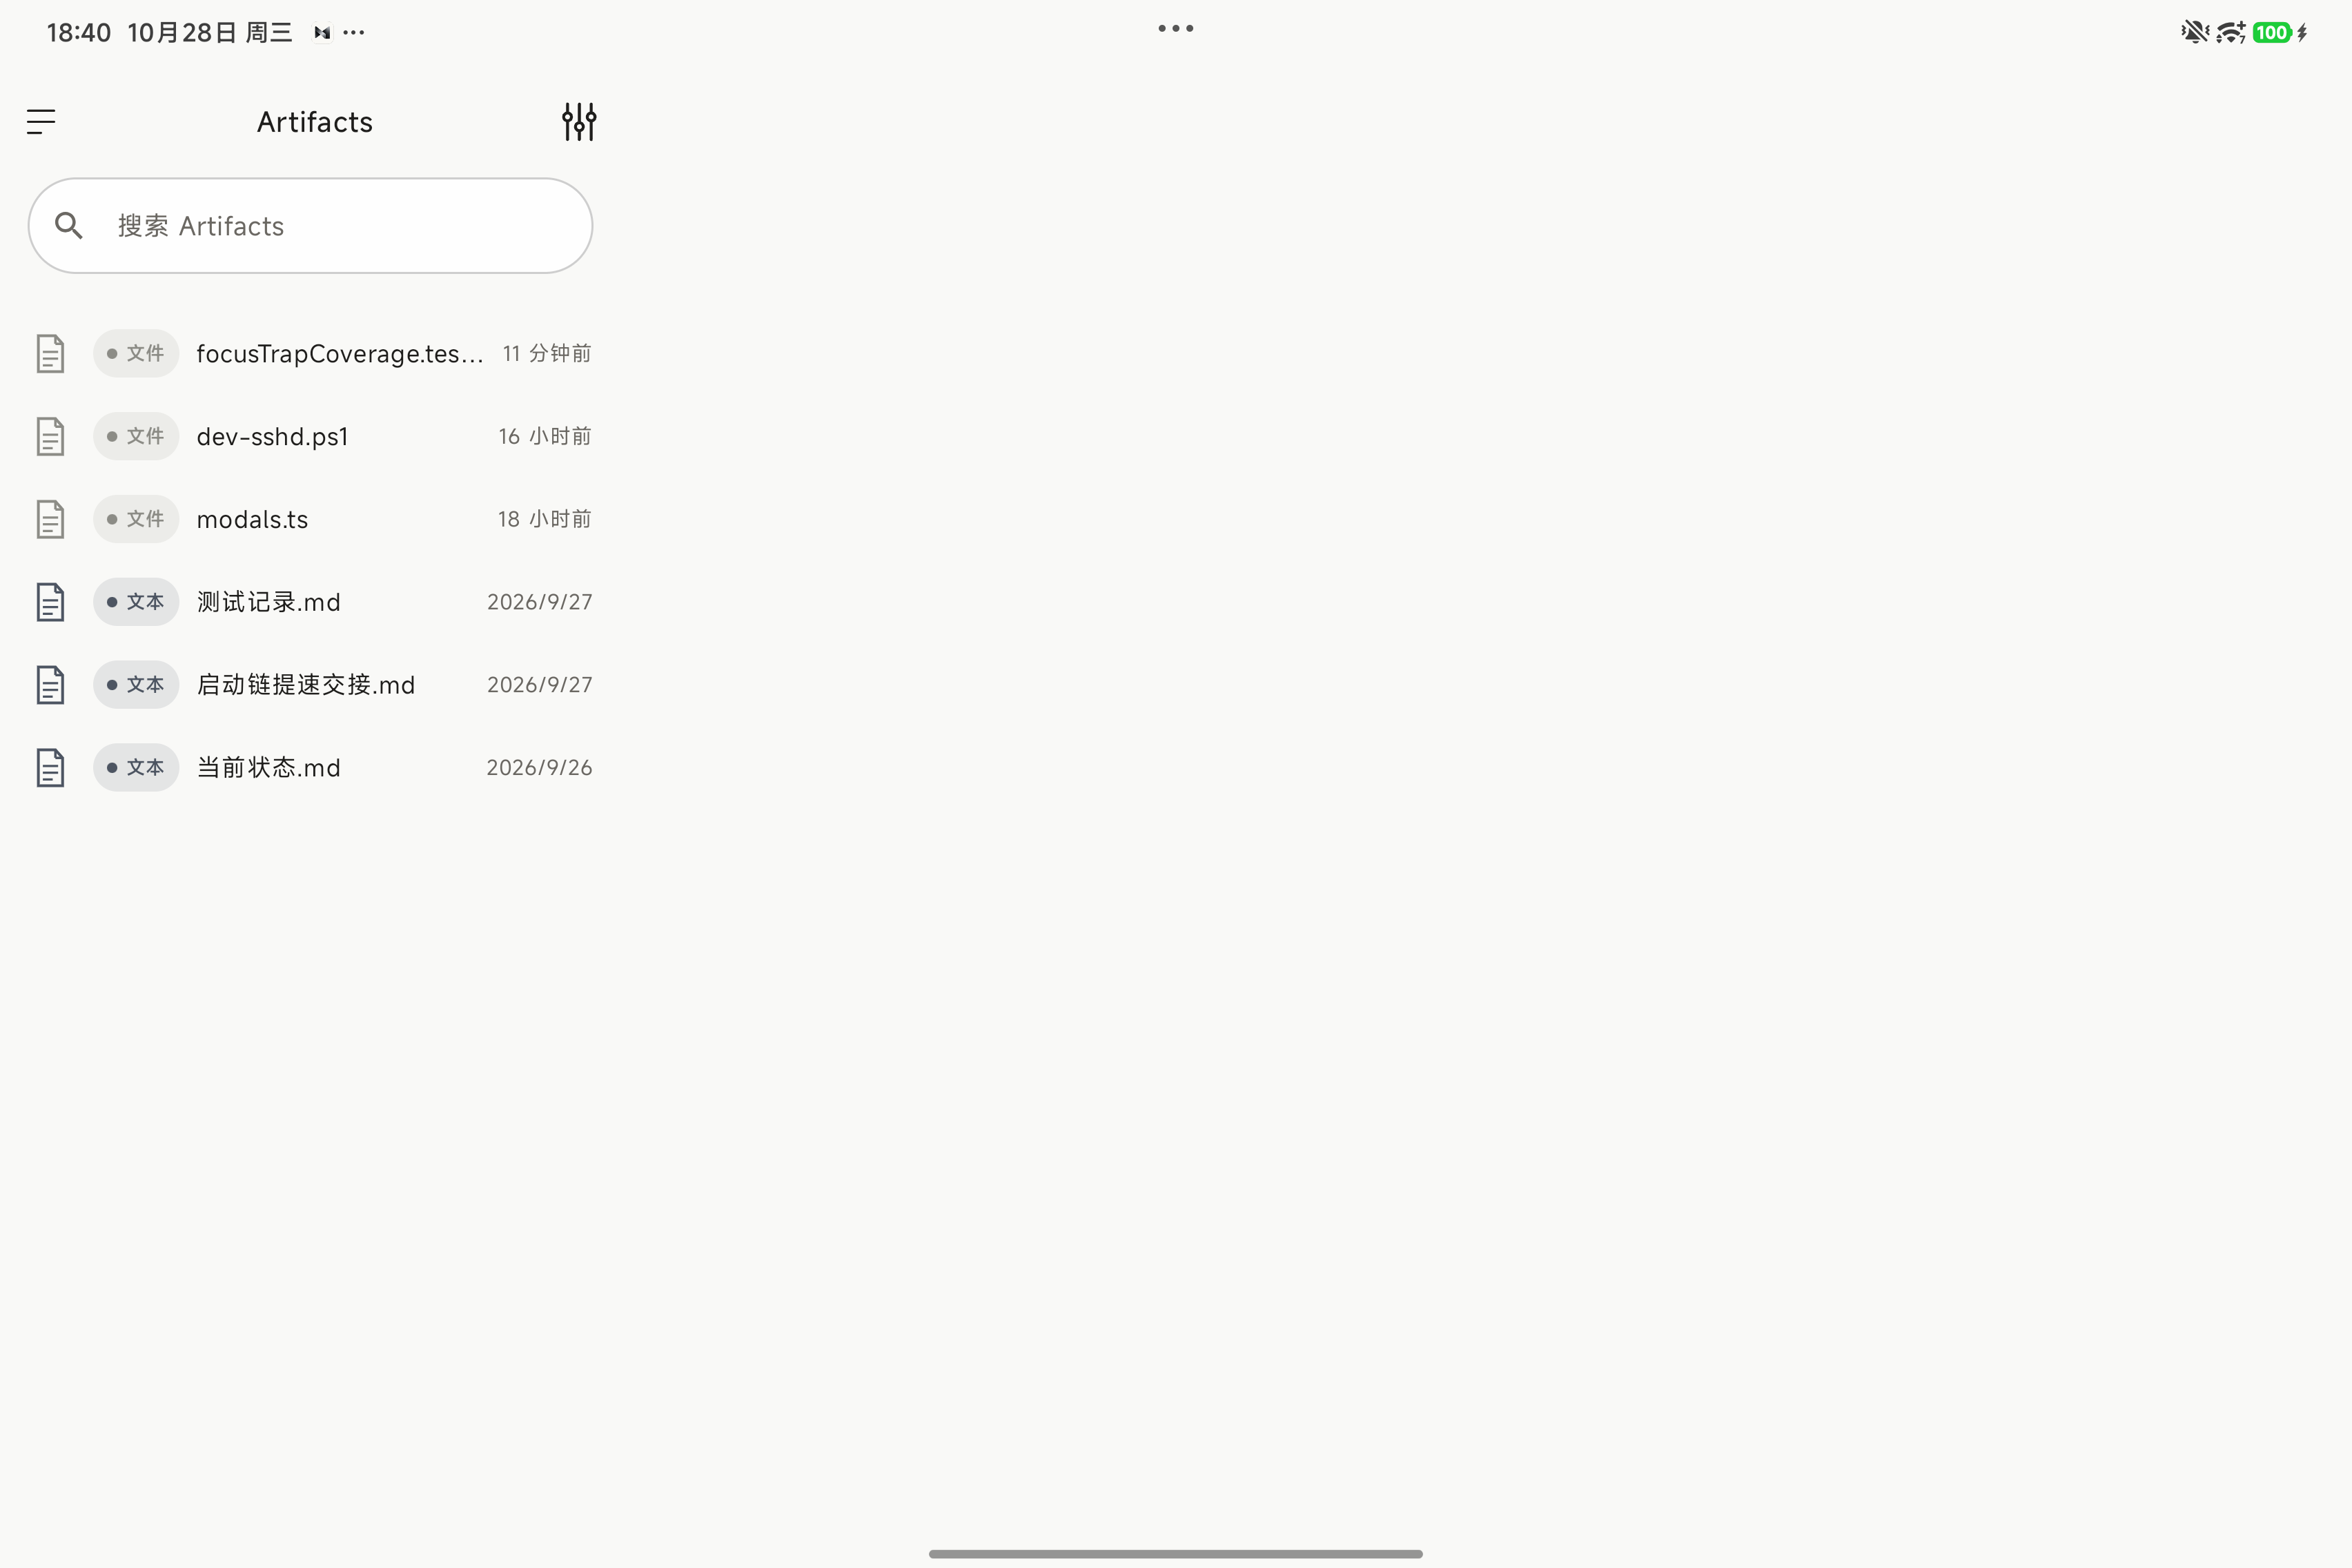 18:40 10月28日 周三
100
Artifacts
搜索 Artifacts
文件 focusTrapCoverage.tes... 11 分钟前
文件 dev-sshd.ps1 16 小时前
文件 modals.ts 18 小时前
文本 测试记录.md 2026/9/27
文本 启动链提速交接.md 2026/9/27
文本 当前状态.md 2026/9/26